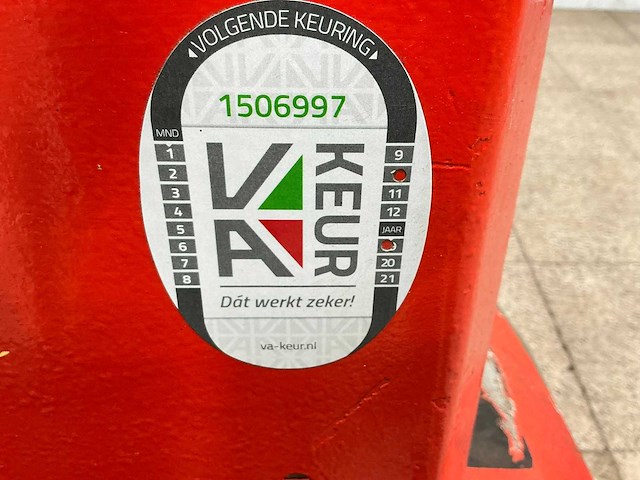 VOLGENDE KEURING
1506997
MND
1
2
3
4
5
6
7
8
VA
KEUR
9
11
12
JAAR
20
21
Dát werkt zeker!
va-keur.nl